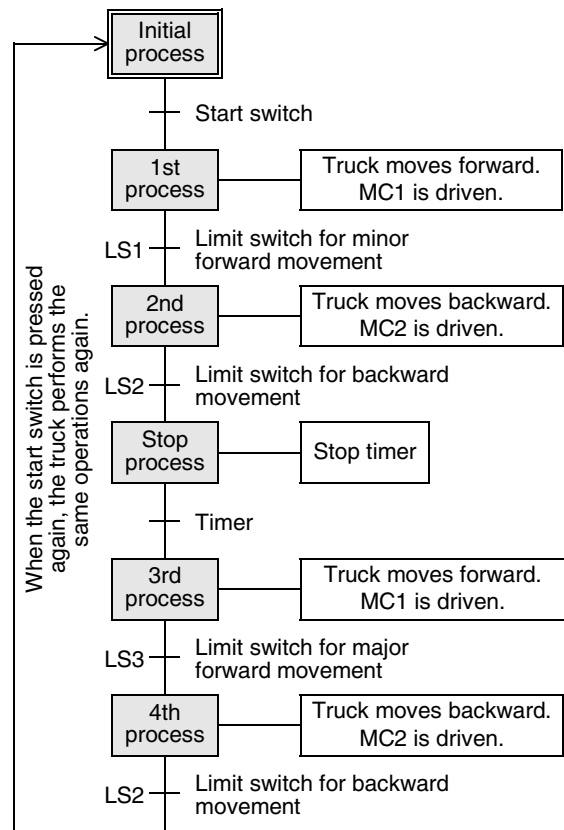 Initial
process
Start switch
1st
process
Truck moves forward.
MC1 is driven.
LS1
Limit switch for minor
forward movement
2nd
process
Truck moves backward.
MC2 is driven.
LS2
Limit switch for backward
movement
Stop
process
Stop timer
Timer
3rd
process
Truck moves forward.
MC1 is driven.
LS3
Limit switch for major
forward movement
4th
process
Truck moves backward.
MC2 is driven.
LS2
Limit switch for backward
movement
When the start switch is pressed
again, the truck performs the
same operations again.